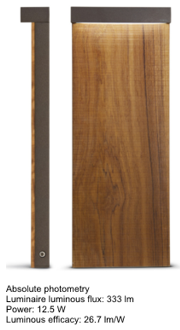 Absolute photometry
Luminaire luminous flux: 333 lm
Power: 12.5 W
Luminous efficacy: 26.7 lm/W